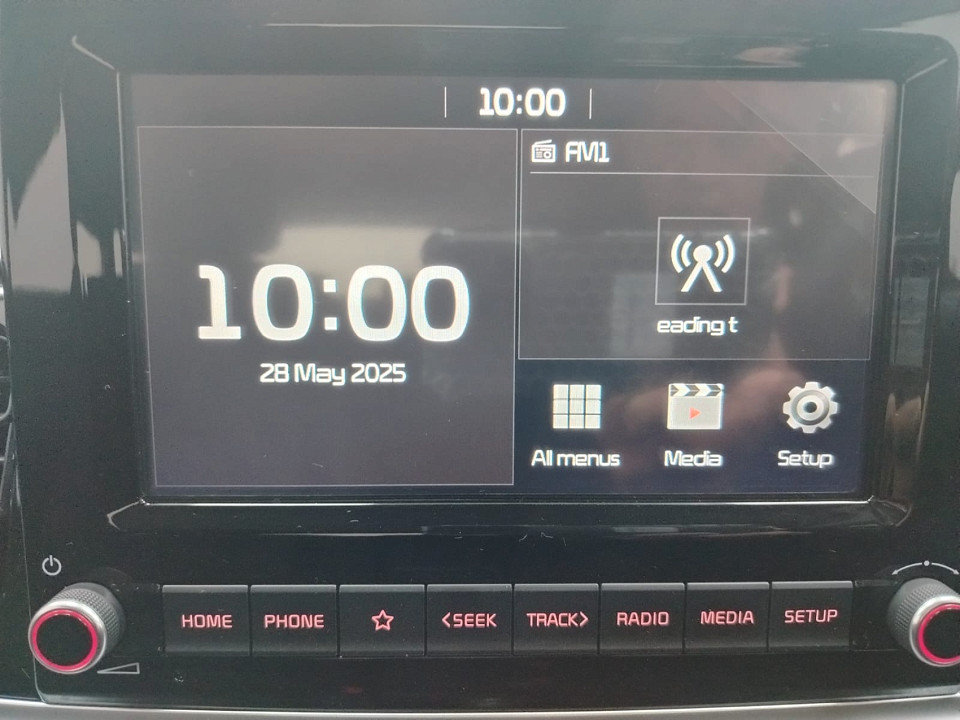 10:00
10:00
28 May 2025
FM1
eading t
All menus Media Setup
HOME PHONE <SEEK TRACK> RADIO MEDIA SETUP